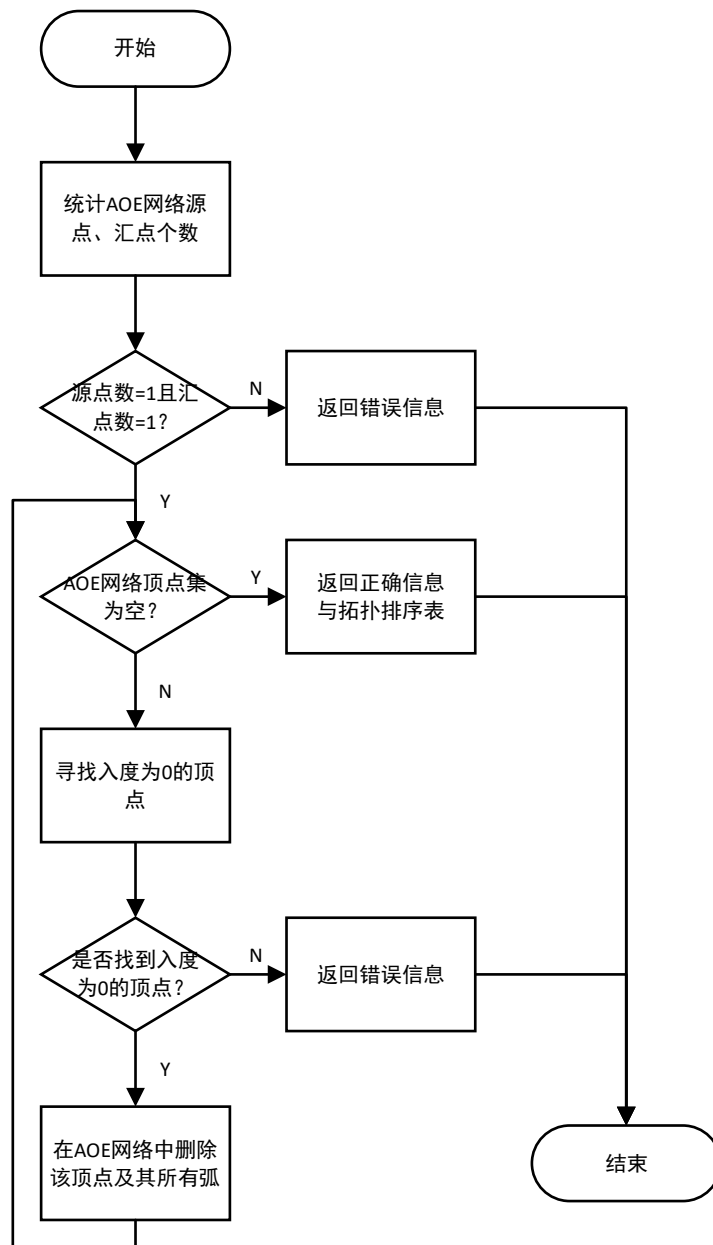 开始
统计AOE网络源
点、汇点个数
源点数=1且汇
点数=1?
N
返回错误信息
Y
AOE网络顶点集
为空?
Y
返回正确信息
与拓扑排序表
N
寻找入度为0的顶
点
是否找到入度
为0的顶点?
N
返回错误信息
Y
在AOE网络中删除
该顶点及其所有弧
结束